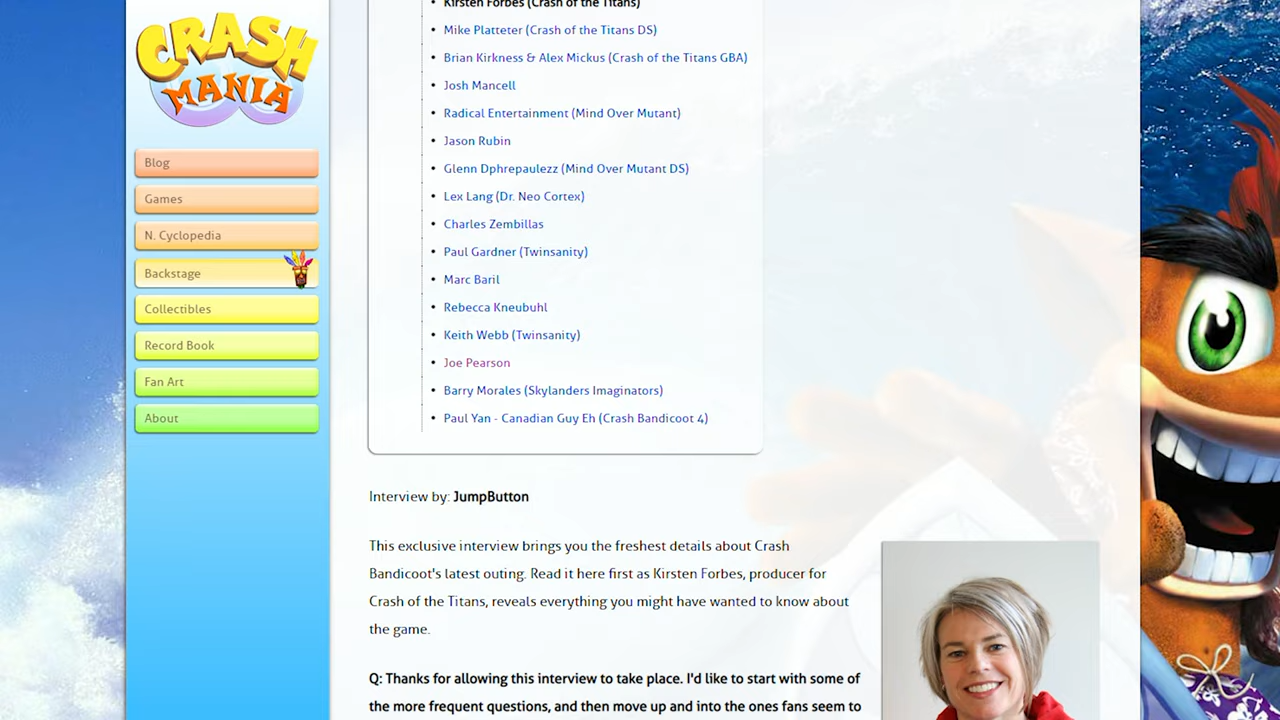 CRASH
MANIA
Blog
Games
N. Cyclopedia
Backstage
Collectibles
Record Book
Fan Art
About
Kirsten Forbes (Crash of the Titans)
• Mike Platteter (Crash of the Titans DS)
• Brian Kirkness & Alex Mickus (Crash of the Titans GBA)
• Josh Mancell
• Radical Entertainment (Mind Over Mutant)
• Jason Rubin
• Glenn Dphrepaulezz (Mind Over Mutant DS)
• Lex Lang (Dr. Neo Cortex)
• Charles Zembillas
• Paul Gardner (Twinsanity)
• Marc Baril
• Rebecca Kneubuhl
• Keith Webb (Twinsanity)
• Joe Pearson
• Barry Morales (Skylanders Imaginators)
• Paul Yan - Canadian Guy Eh (Crash Bandicoot 4)
Interview by: JumpButton
This exclusive interview brings you the freshest details about Crash
Bandicoot's latest outing. Read it here first as Kirsten Forbes, producer for
Crash of the Titans, reveals everything you might have wanted to know about
the game.
Q: Thanks for allowing this interview to take place. I'd like to start with some of
the more frequent questions, and then move up and into the ones fans seem to